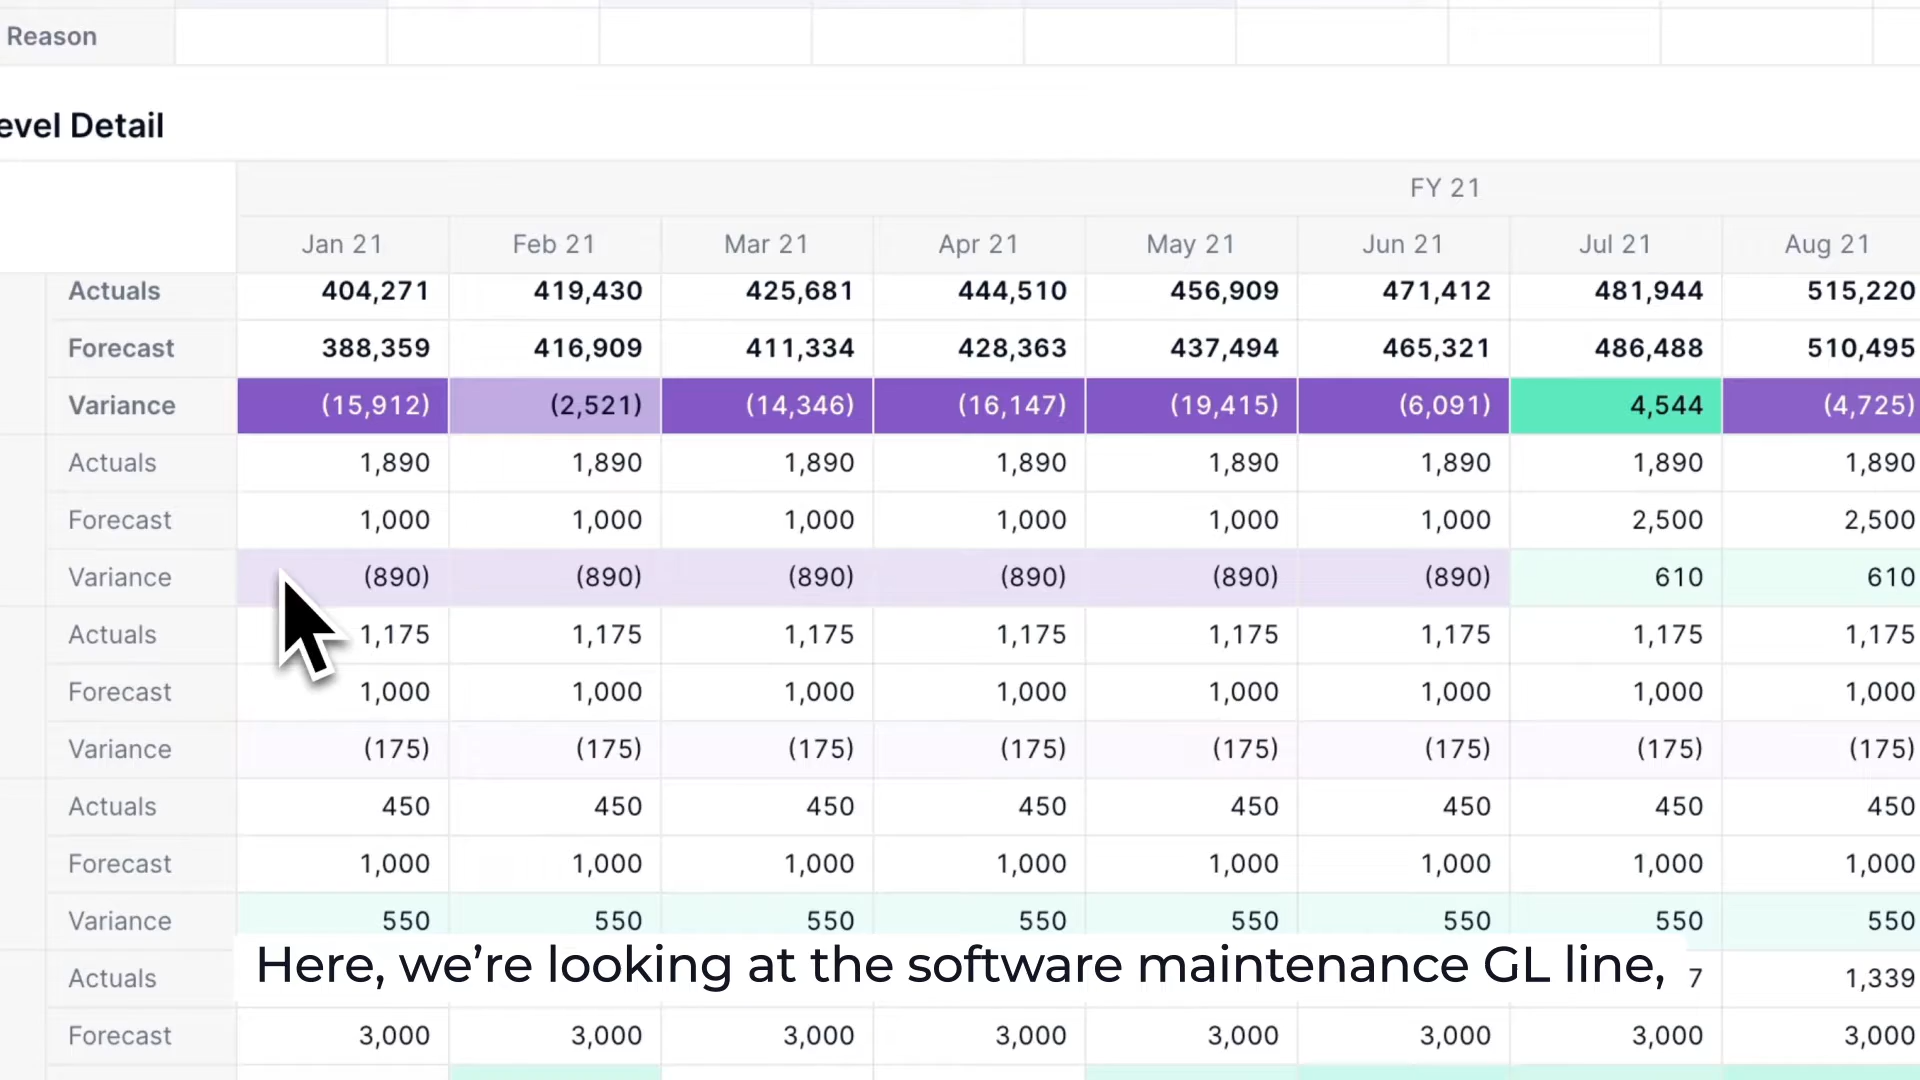 Reason
evel Detail
FY 21
Jan 21 Feb 21 Mar 21 Apr 21 May 21 Jun 21 Jul 21 Aug 21
Actuals 404,271 419,430 425,681 444,510 456,909 471,412 481,944 515,220
Forecast 388,359 416,909 411,334 428,363 437,494 465,321 486,488 510,495
Variance (15,912) (2,521) (14,346) (16,147) (19,415) (6,091) 4,544 (4,725)
Actuals 1,890 1,890 1,890 1,890 1,890 1,890 1,890 1,890
Forecast 1,000 1,000 1,000 1,000 1,000 1,000 2,500 2,500
Variance (890) (890) (890) (890) (890) (890) 610 610
Actuals 1,175 1,175 1,175 1,175 1,175 1,175 1,175 1,175
Forecast 1,000 1,000 1,000 1,000 1,000 1,000 1,000 1,000
Variance (175) (175) (175) (175) (175) (175) (175) (175)
Actuals 450 450 450 450 450 450 450 450
Forecast 1,000 1,000 1,000 1,000 1,000 1,000 1,000 1,000
Variance 550 550 550 550 550 550 550 550
Here, we’re looking at the software maintenance GL line,
Actuals 7 1,339
Forecast 3,000 3,000 3,000 3,000 3,000 3,000 3,000 3,000